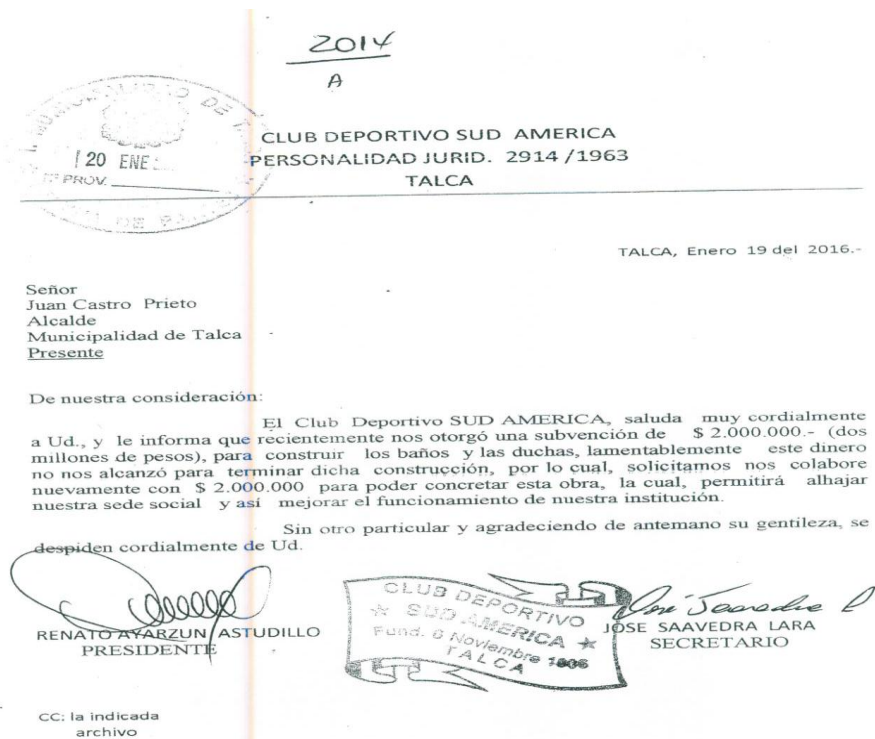 2014
A
MUNICIPALIDAD DE
20 ENE
Nº PROV.
DE
CLUB DEPORTIVO SUD AMERICA
PERSONALIDAD JURID. 2914 /1963
TALCA
TALCA, Enero 19 del 2016.-
Señor
Juan Castro Prieto
Alcalde
Municipalidad de Talca
Presente
De nuestra consideración:
El Club Deportivo SUD AMERICA, saluda muy cordialmente
a Ud., y le informa que recientemente nos otorgó una subvención de $ 2.000.000.- (dos
millones de pesos), para construir los baños y las duchas, lamentablemente este dinero
no nos alcanzó para terminar dicha construcción, por lo cual, solicitamos nos colabore
nuevamente con $ 2.000.000 para poder concretar esta obra, la cual, permitirá alhajar
nuestra sede social y así mejorar el funcionamiento de nuestra institución.
Sin otro particular y agradeciendo de antemano su gentileza, se
despiden cordialmente de Ud.
RENATO AYARZUN ASTUDILLO
PRESIDENTE
CLUB DEPORTIVO
SUD AMERICA
Fund. 6 Noviembre 1906
TALCA
José Saavedra L
JOSE SAAVEDRA LARA
SECRETARIO
CC: la indicada
archivo